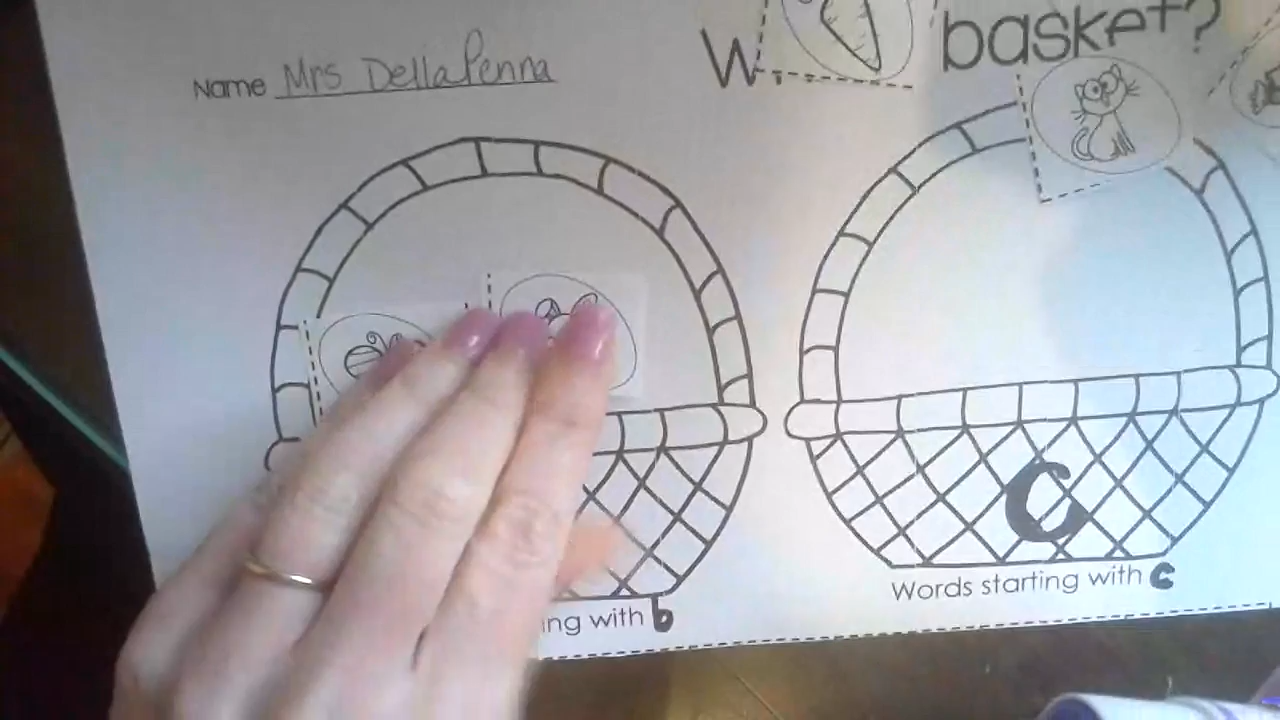 W basket?
Name Mrs DellaPenna
C
ing with b
Words starting with c